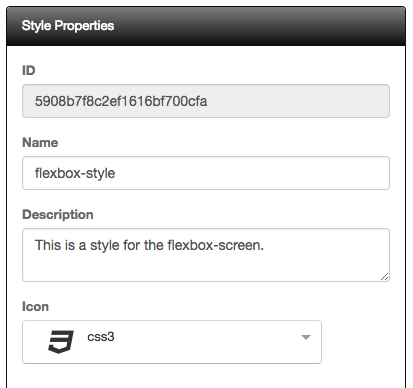 Style Properties
ID
5908b7f8c2ef1616bf700cfa
Name
flexbox-style
Description
This is a style for the flexbox-screen.
Icon
css3